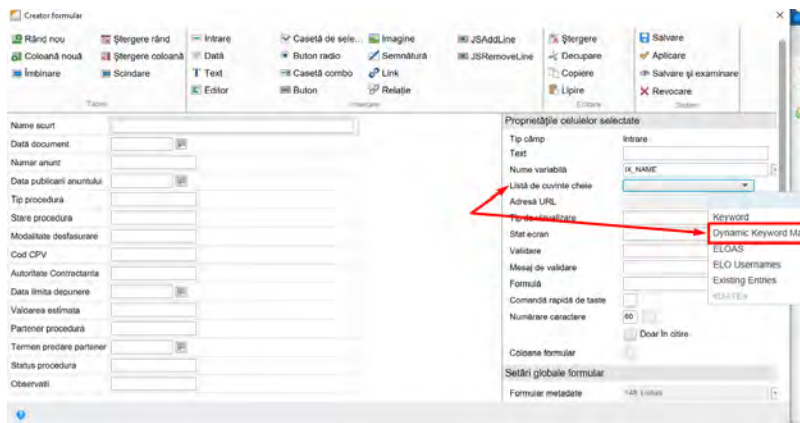 Creator formular
Rând nou
Ștergere rând
Coloană nouă
Ștergere coloană
Îmbinare
Scindare
Tabel
Intrare
Casetă de sele...
Imagine
JSAddLine
Dată
Buton radio
Semnătură
JSRemoveLine
Text
Casetă combo
Link
Editor
Buton
Relație
Inserare
Ștergere
Decupare
Copiere
Lipire
Editare
Salvare
Aplicare
Salvare și examinare
Revocare
Sistem
Nume scurt
Dată document
Numar anunt
Data publicarii anuntului
Tip procedura
Stare procedura
Modalitate desfasurare
Cod CPV
Autoritate Contractanta
Data limita depunere
Valoarea estimata
Partener procedura
Termen predare partener
Status procedura
Observatii
Proprietățile celulelor selectate
Tip câmp Intrare
Text
Nume variabilă IX_NAME
Listă de cuvinte cheie
Adresă URL
Tip de vizualizare
Sfat ecran
Validare
Mesaj de validare
Formulă
Comandă rapidă de taste
Numărare caractere 60
Doar în citire
Coloana formular
Setări globale formular
Formular metadate
Keyword
Dynamic Keyword Ma
ELOAS
ELO Usernames
Existing Entries
#DATE#